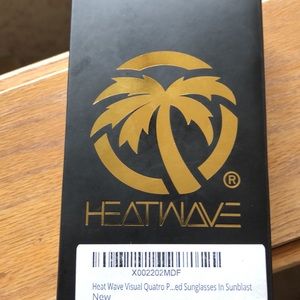 ®
HEATWAVE
X002202MDF
Heat Wave Visual Quatro P...ed Sunglasses In Sunblast
New